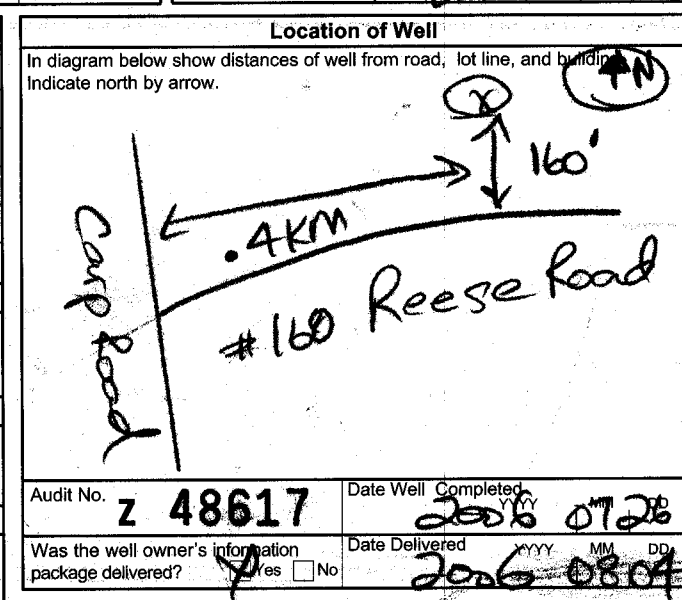 Location of Well
In diagram below show distances of well from road, lot line, and building.
Indicate north by arrow.
N
x
160'
.4 KM
Carp Road
#160 Reese Road
Audit No. Z 48617
Date Well Completed YYYY MM DD
2006 07 26
Was the well owner's information
package delivered? X Yes No
Date Delivered YYYY MM DD
2006 08 04